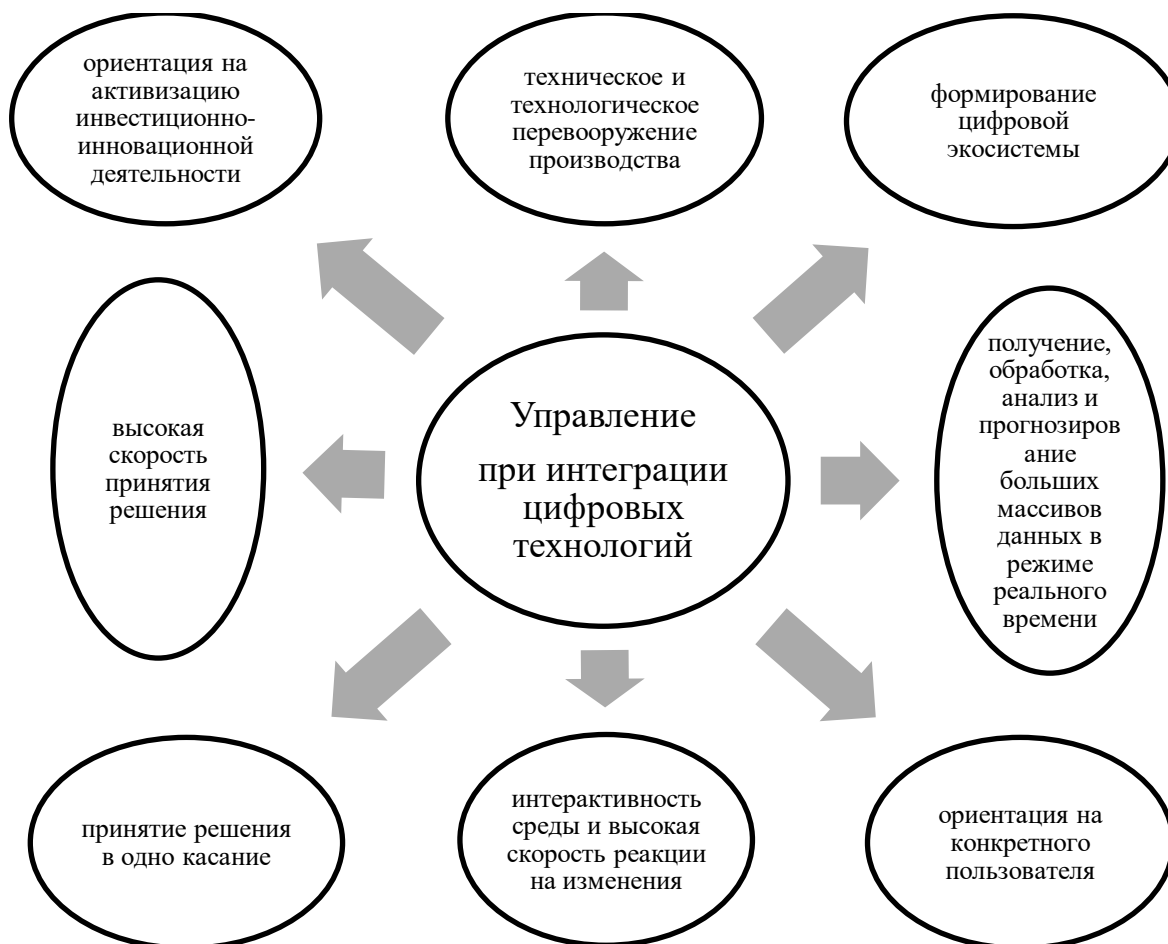 ориентация на
активизацию
инвестиционно-
инновационной
деятельности
техническое и
технологическое
перевооружение
производства
формирование
цифровой
экосистемы
высокая
скорость
принятия
решения
Управление
при интеграции
цифровых
технологий
получение,
обработка,
анализ и
прогнозиров
ание
больших
массивов
данных в
режиме
реального
времени
принятие решения
в одно касание
интерактивность
среды и высокая
скорость реакции
на изменения
ориентация на
конкретного
пользователя